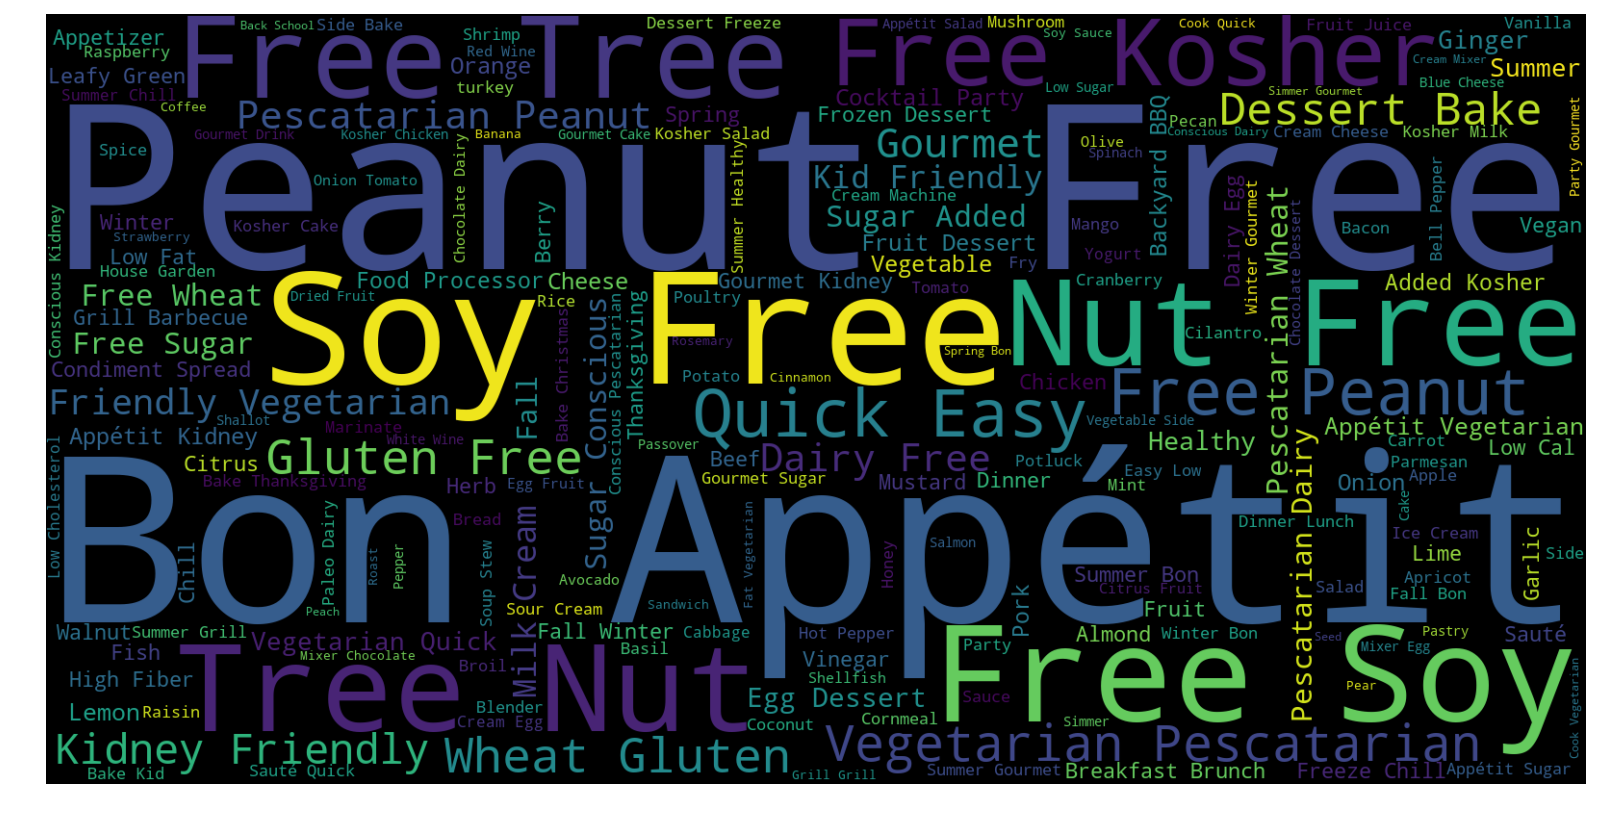 Appetizer
Raspberry
Leafy Green
Summer Chill
Coffee
Back School
Side Bake
Free Tree
Shrimp
Red Wine
Orange
turkey
Dessert Freeze
Appétit Salad
Mushroom
Soy Sauce
Cook Quick
Fruit Juice
Vanilla
Free Kosher
Ginger
Cream Mixer
Summer
Blue Cheese
Cocktail Party
Low Sugar
Simmer Gourmet
Pescatarian Peanut
Spring
Frozen Dessert
Pecan
Dessert Bake
Gourmet Drink
Kosher Chicken
Banana
Gourmet Cake
Kosher Salad
Gourmet
Olive
Spinach
Backyard BBQ
Conscious Dairy
Cream Cheese
Kosher Milk
Party Gourmet
Peanut Free
Spice
Onion Tomato
Chocolate Dairy
Summer Healthy
Kid Friendly
Cream Machine
Dairy Egg
Bell Pepper
Winter
Strawberry
Kosher Cake
Berry
Sugar Added
Mango
Winter Gourmet
Pescatarian Wheat
Chocolate Dessert
Bacon
Vegan
Conscious Kidney
Low Fat
House Garden
Fruit Dessert
Yogurt
Vegetable
Fry
Free Wheat
Dried Fruit
Food Processor
Cheese
Rice
Gourmet Kidney
Poultry
Tomato
Cranberry
Added Kosher
Grill Barbecue
Soy Free
Nut Free
Cilantro
Free Sugar
Rosemary
Spring Bon
Condiment Spread
Bake Christmas
Sugar Conscious
Conscious Pescatarian
Thanksgiving
Potato
Cinnamon
Chicken
Free Peanut
Friendly Vegetarian
Shallot
Fall
Marinate
White Wine
Quick Easy
Vegetable Side
Appétit Vegetarian
Appétit Kidney
Passover
Healthy
Carrot
Low Cal
Citrus
Gluten Free
Beef
Dairy Free
Potluck
Easy Low
Parmesan
Apple
Bake Thanksgiving
Herb
Egg Fruit
Gourmet Sugar
Mustard
Dinner
Mint
Onion
Pescatarian Dairy
Low Cholesterol
Bon Appétit
Chill
Paleo Dairy
Roast
Pepper
Bread
Soup Stew
Milk Cream
Fat Vegetarian
Honey
Salmon
Dinner Lunch
Cake
Ice Cream
Lime
Garlic
Side
Avocado
Summer Bon
Citrus Fruit
Salad
Apricot
Fall Bon
Peach
Sour Cream
Sandwich
Pork
Fruit
Walnut
Summer Grill
Vegetarian Quick
Fall Winter
Cabbage
Basil
Hot Pepper
Party
Almond
Winter Bon
Seed
Pastry
Mixer Egg
Sauté
Fish
Mixer Chocolate
Broil
Vinegar
Shellfish
High Fiber
Tree Nut
Free Soy
Pear
Lemon
Raisin
Blender
Cream Egg
Egg Dessert
Coconut
Sauce
Cornmeal
Simmer
Cook Vegetarian
Kidney Friendly
Wheat Gluten
Vegetarian Pescatarian
Bake Kid
Sauté Quick
Grill Grill
Summer Gourmet
Breakfast Brunch
Freeze Chill
Appétit Sugar